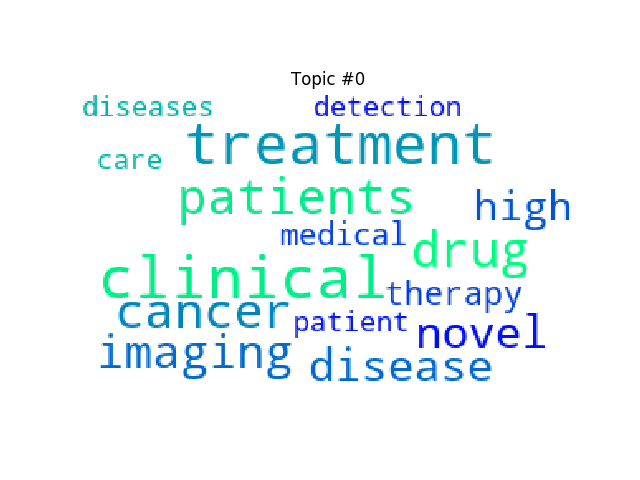 Topic #0
diseases detection
treatment
care
patients
high
medical
drug
clinical
therapy
cancer
patient
novel
imaging
disease